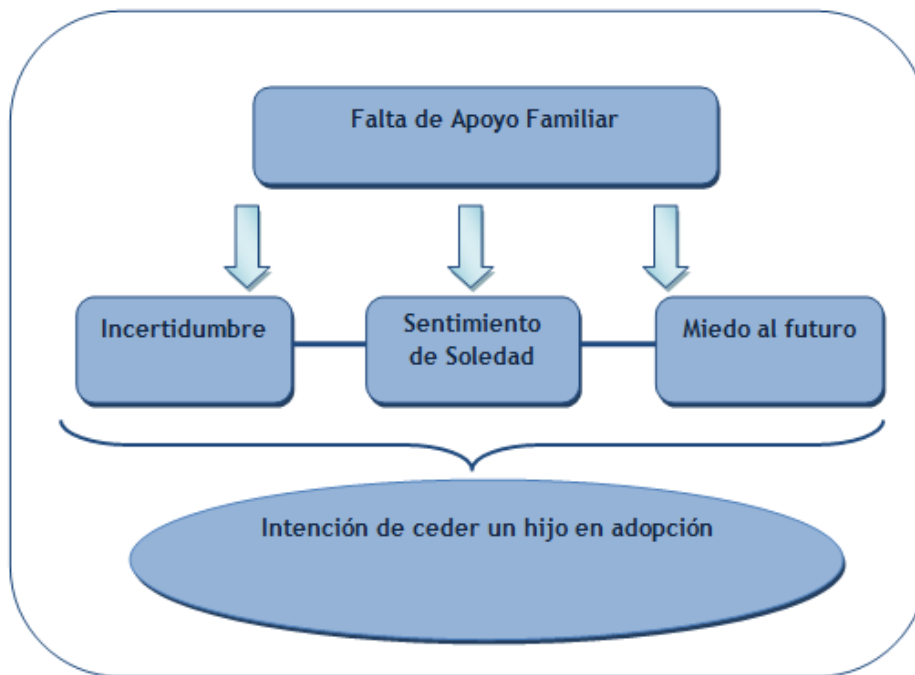 Falta de Apoyo Familiar
Incertidumbre
Sentimiento
de Soledad
Miedo al futuro
Intención de ceder un hijo en adopción